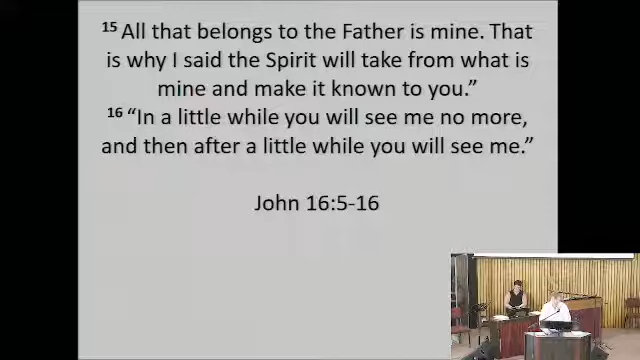 15 All that belongs to the Father is mine. That
is why I said the Spirit will take from what is
mine and make it known to you.”
16 “In a little while you will see me no more,
and then after a little while you will see me.”
John 16:5-16